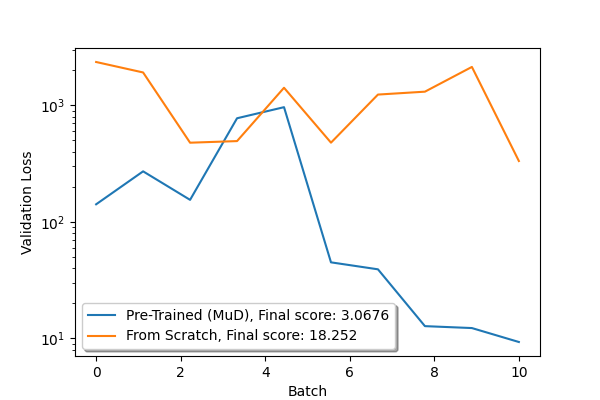 10³
10²
10¹
Validation Loss
Pre-Trained (MuD), Final score: 3.0676
From Scratch, Final score: 18.252
0 2 4 6 8 10
Batch